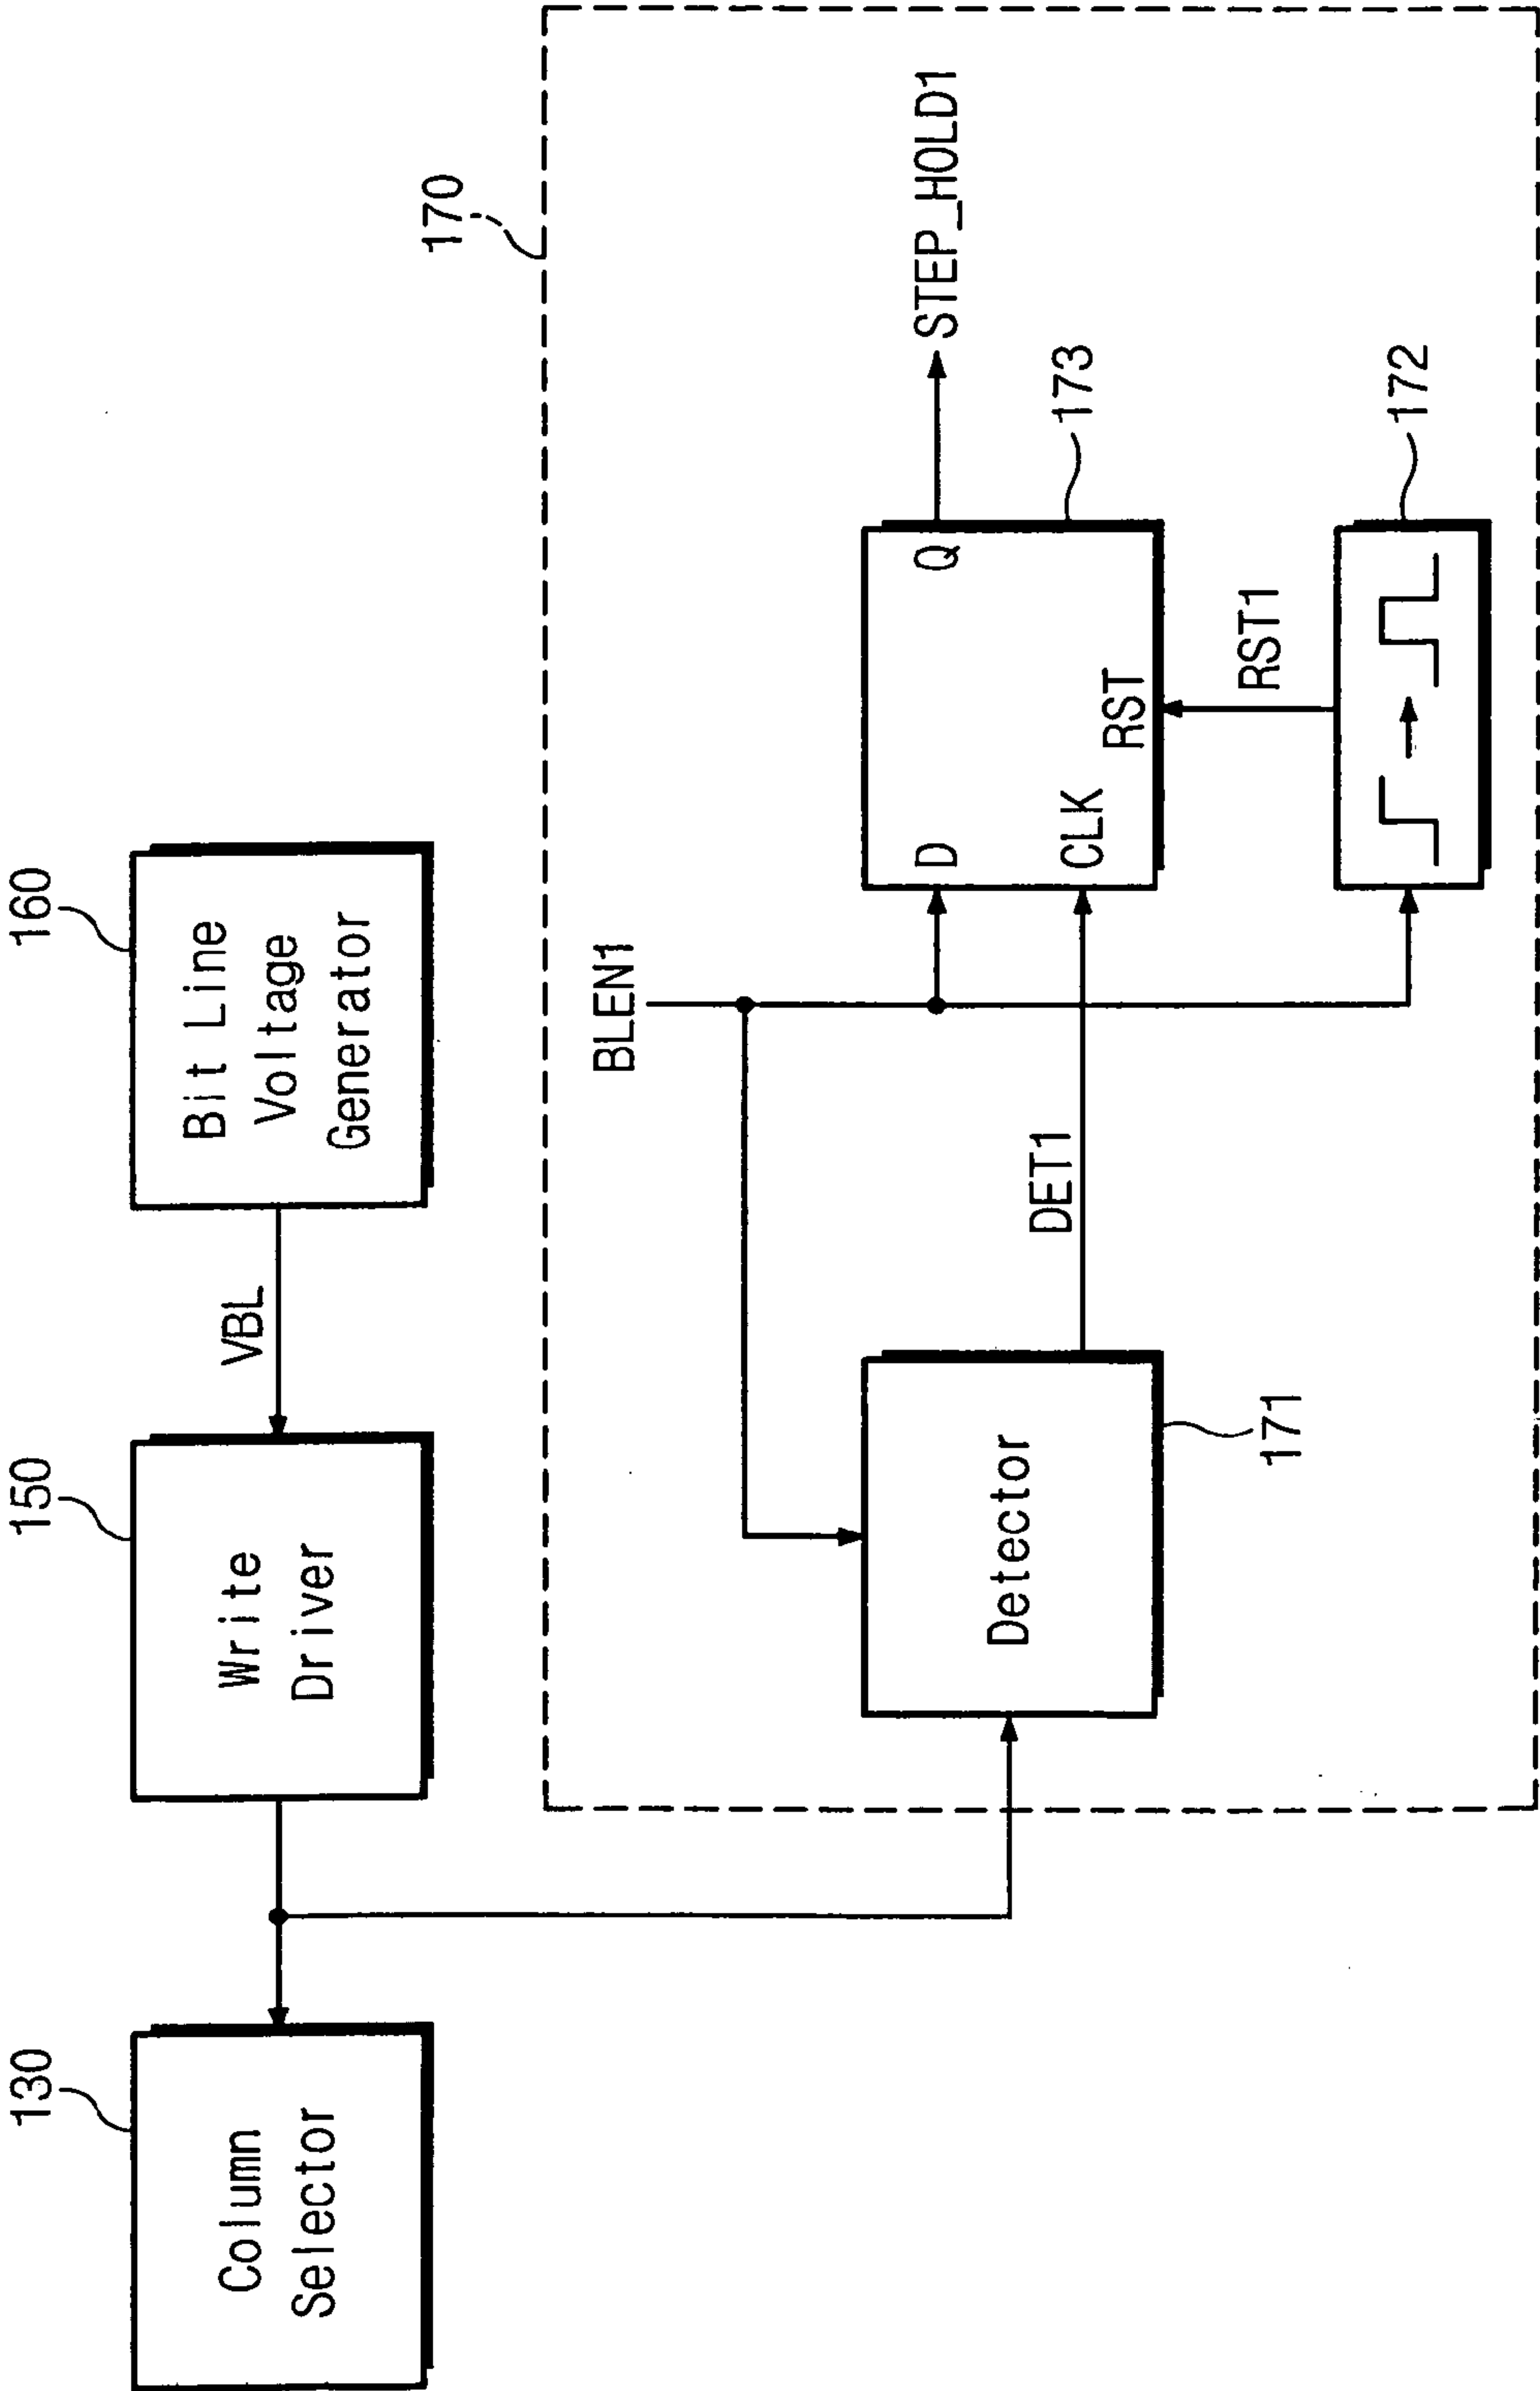 130
150
160
Column
Selector
Write
Driver
VBL
Bit Line
Voltage
Generator
170
BLEN1
Detector
171
DET1
D
Q
CLK
RST
STEP_HOLD1
173
RST1
172